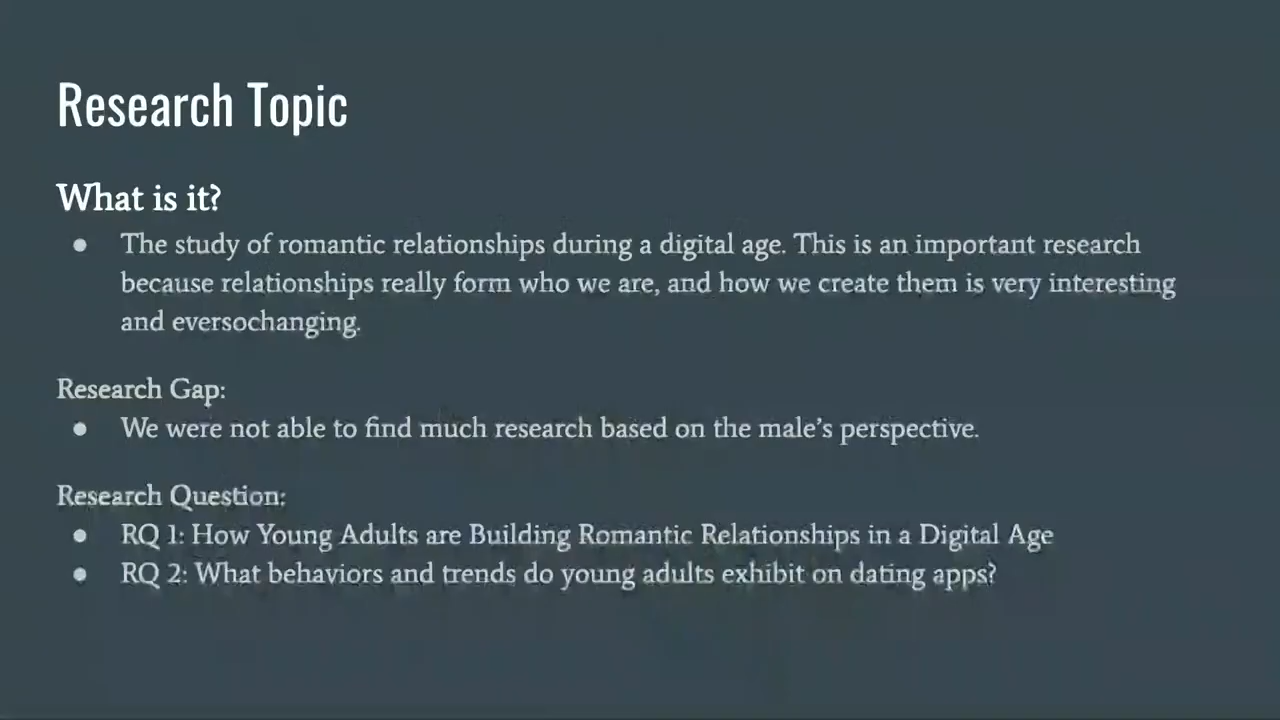 Research Topic
What is it?
● The study of romantic relationships during a digital age. This is an important research
because relationships really form who we are, and how we create them is very interesting
and eversochanging.
Research Gap:
● We were not able to find much research based on the male's perspective.
Research Question:
● RQ 1: How Young Adults are Building Romantic Relationships in a Digital Age
● RQ 2: What behaviors and trends do young adults exhibit on dating apps?